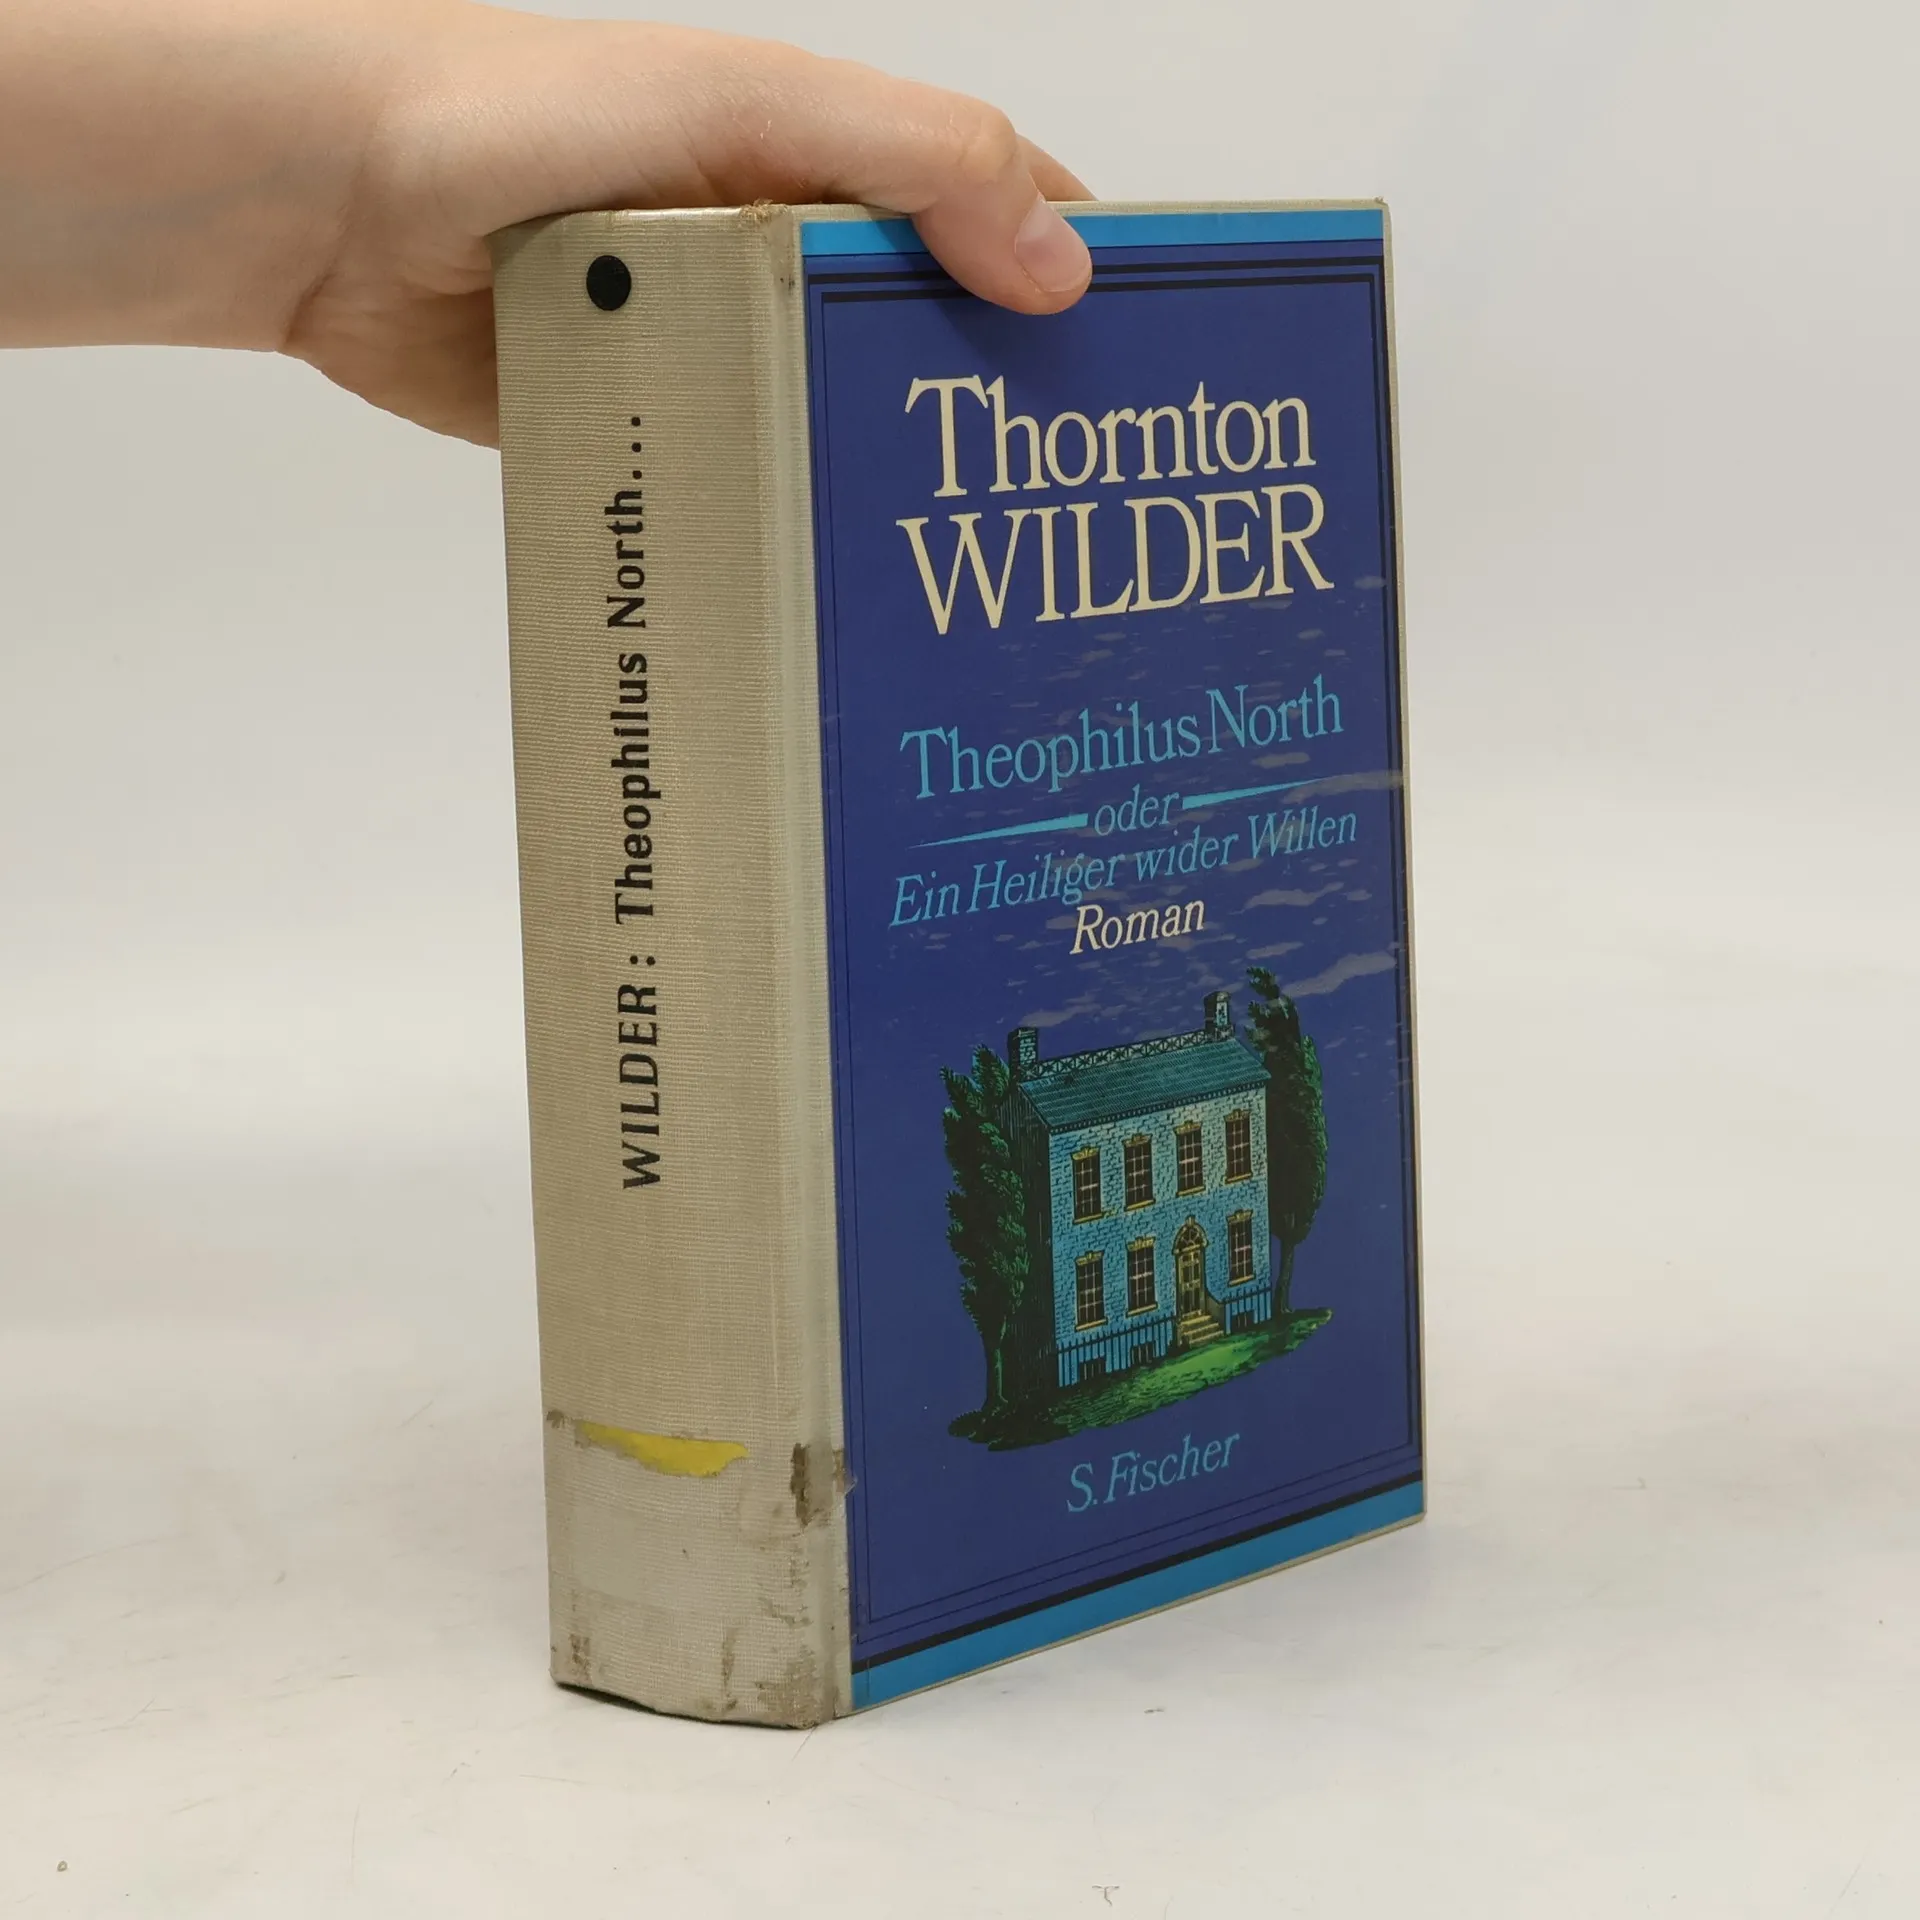 WILDER: Theophilus North...
Thornton
WILDER
Theophilus North
oder
Ein Heiliger wider Willen
Roman
S. Fischer